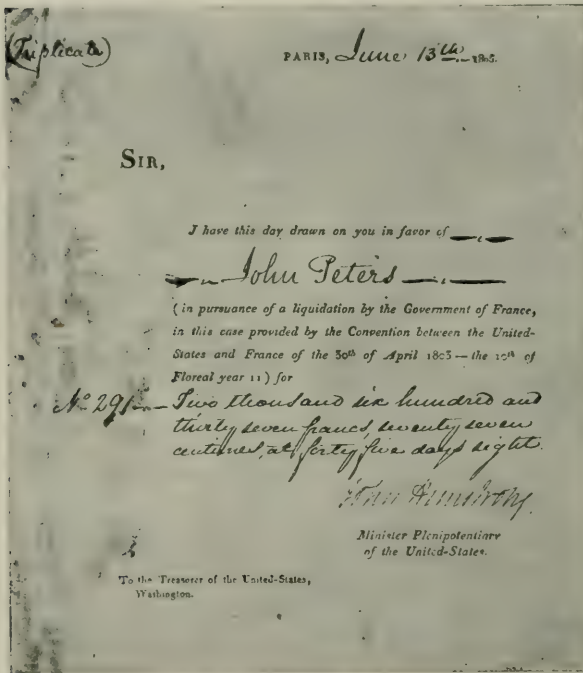 (Triplicate)
PARIS, June 13th 1805.
SIR,
I have this day drawn on you in favor of
John Peters
(in pursuance of a liquidation by the Government of France,
in this case provided by the Convention between the United-
States and France of the 30th of April 1803 — the 10th of
Floreal year 11) for
No 291 — Two thousand six hundred and
thirty seven francs, seventy seven
centimes, at forty five days sight.
John Armstrong
Minister Plenipotentiary
of the United-States.
To the Treasurer of the United-States,
Washington.